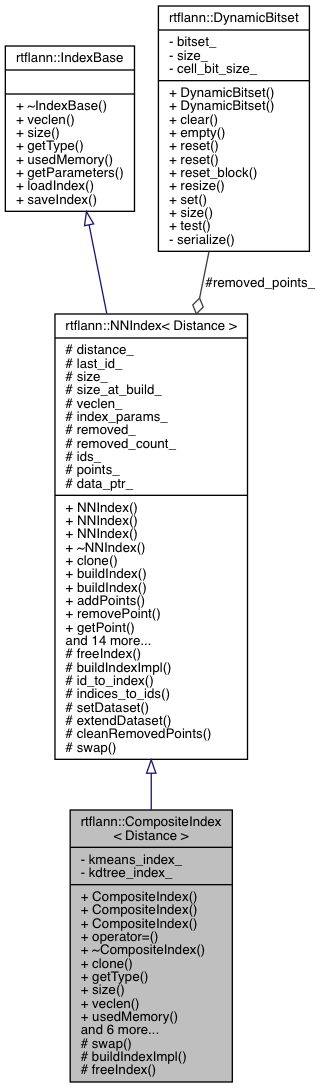 rtflann::IndexBase
+ ~IndexBase()
+ veclen()
+ size()
+ getType()
+ usedMemory()
+ getParameters()
+ loadIndex()
+ saveIndex()
rtflann::DynamicBitset
- bitset_
- size_
- cell_bit_size_
+ DynamicBitset()
+ DynamicBitset()
+ clear()
+ empty()
+ reset()
+ reset()
+ reset_block()
+ resize()
+ set()
+ size()
+ test()
- serialize()
#removed_points_
rtflann::NNIndex< Distance >
# distance_
# last_id_
# size_
# size_at_build_
# veclen_
# index_params_
# removed_
# removed_count_
# ids_
# points_
# data_ptr_
+ NNIndex()
+ NNIndex()
+ NNIndex()
+ ~NNIndex()
+ clone()
+ buildIndex()
+ buildIndex()
+ addPoints()
+ removePoint()
+ getPoint()
and 14 more...
# freeIndex()
# buildIndexImpl()
# id_to_index()
# indices_to_ids()
# setDataset()
# extendDataset()
# cleanRemovedPoints()
# swap()
rtflann::CompositeIndex
< Distance >
- kmeans_index_
- kdtree_index_
+ CompositeIndex()
+ CompositeIndex()
+ CompositeIndex()
+ operator=()
+ ~CompositeIndex()
+ clone()
+ getType()
+ size()
+ veclen()
+ usedMemory()
and 6 more...
# swap()
# buildIndexImpl()
# freeIndex()